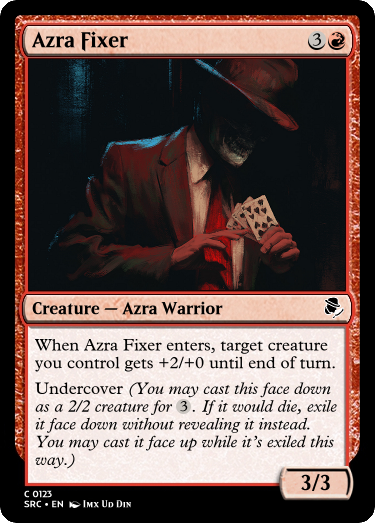 Azra Fixer 3
Creature — Azra Warrior
When Azra Fixer enters, target creature
you control gets +2/+0 until end of turn.
Undercover (You may cast this face down
as a 2/2 creature for 3. If it would die, exile
it face down without revealing it instead.
You may cast it face up while it's exiled this
way.)
3/3
C 0123
SRC • EN Imx Ud Din